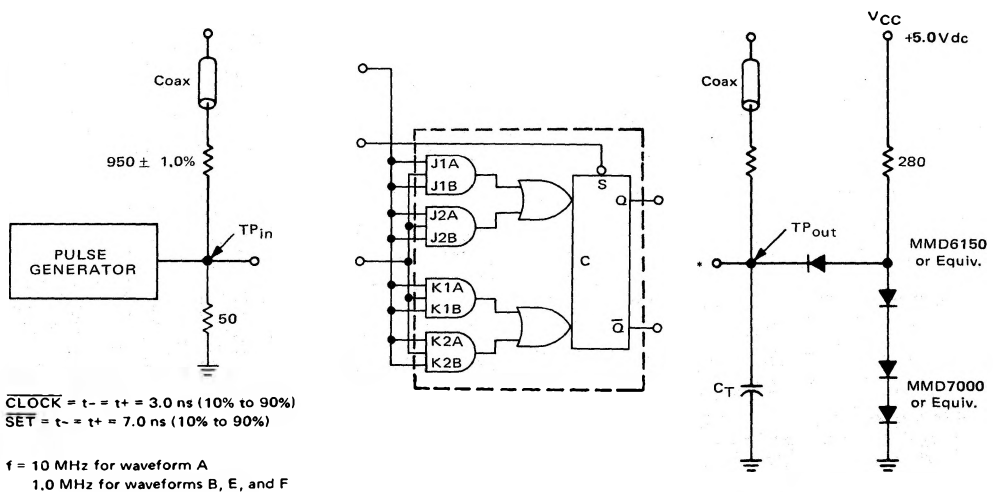 Coax
950 ± 1.0%
TPin
PULSE
GENERATOR
50
CLOCK = t- = t+ = 3.0 ns (10% to 90%)
SET = t- = t+ = 7.0 ns (10% to 90%)
f = 10 MHz for waveform A
1.0 MHz for waveforms B, E, and F
J1A
J1B
J2A
J2B
K1A
K1B
K2A
K2B
S
Q
C
Q̅
VCC
+5.0 Vdc
Coax
280
TPout
*
MMD6150
or Equiv.
CT
MMD7000
or Equiv.